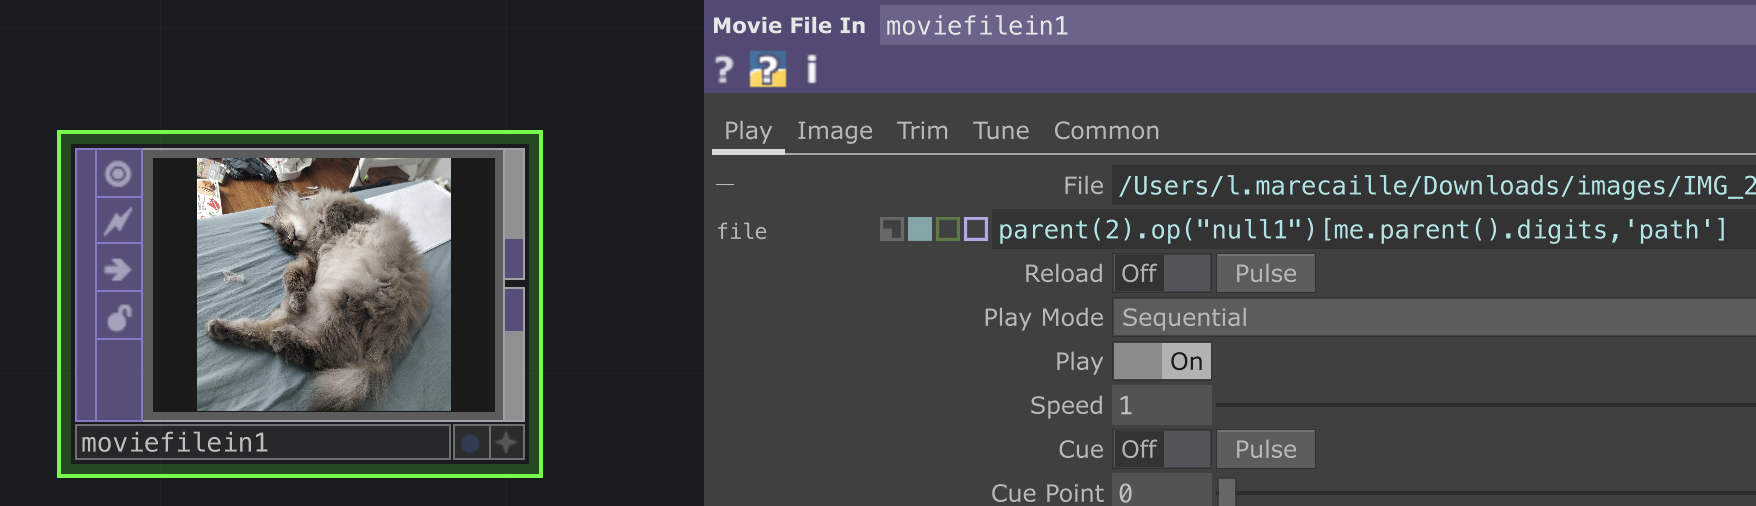 Movie File In moviefilein1
? ? i
Play Image Trim Tune Common
File /Users/l.marecaille/Downloads/images/IMG_2
file parent(2).op("null1")[me.parent().digits,'path']
Reload Off Pulse
Play Mode Sequential
Play On
Speed 1
Cue Off Pulse
Cue Point 0
moviefilein1